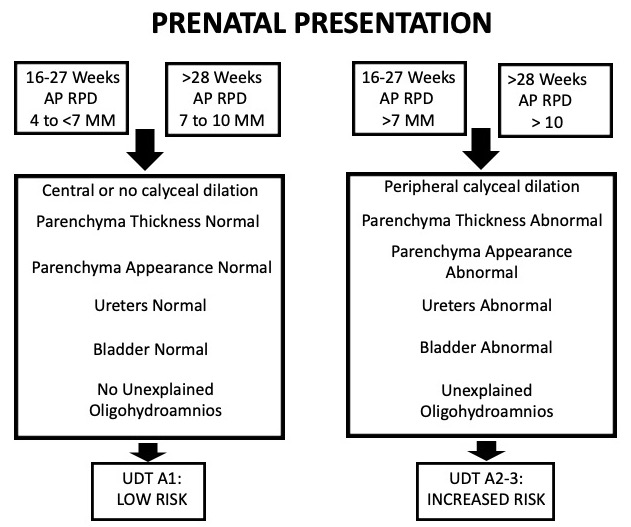 PRENATAL PRESENTATION
16-27 Weeks
AP RPD
4 to <7 MM
>28 Weeks
AP RPD
7 to 10 MM
16-27 Weeks
AP RPD
>7 MM
>28 Weeks
AP RPD
> 10
Central or no calyceal dilation
Parenchyma Thickness Normal
Parenchyma Appearance Normal
Ureters Normal
Bladder Normal
No Unexplained
Oligohydroamnios
Peripheral calyceal dilation
Parenchyma Thickness Abnormal
Parenchyma Appearance
Abnormal
Ureters Abnormal
Bladder Abnormal
Unexplained
Oligohydroamnios
UDT A1:
LOW RISK
UDT A2-3:
INCREASED RISK